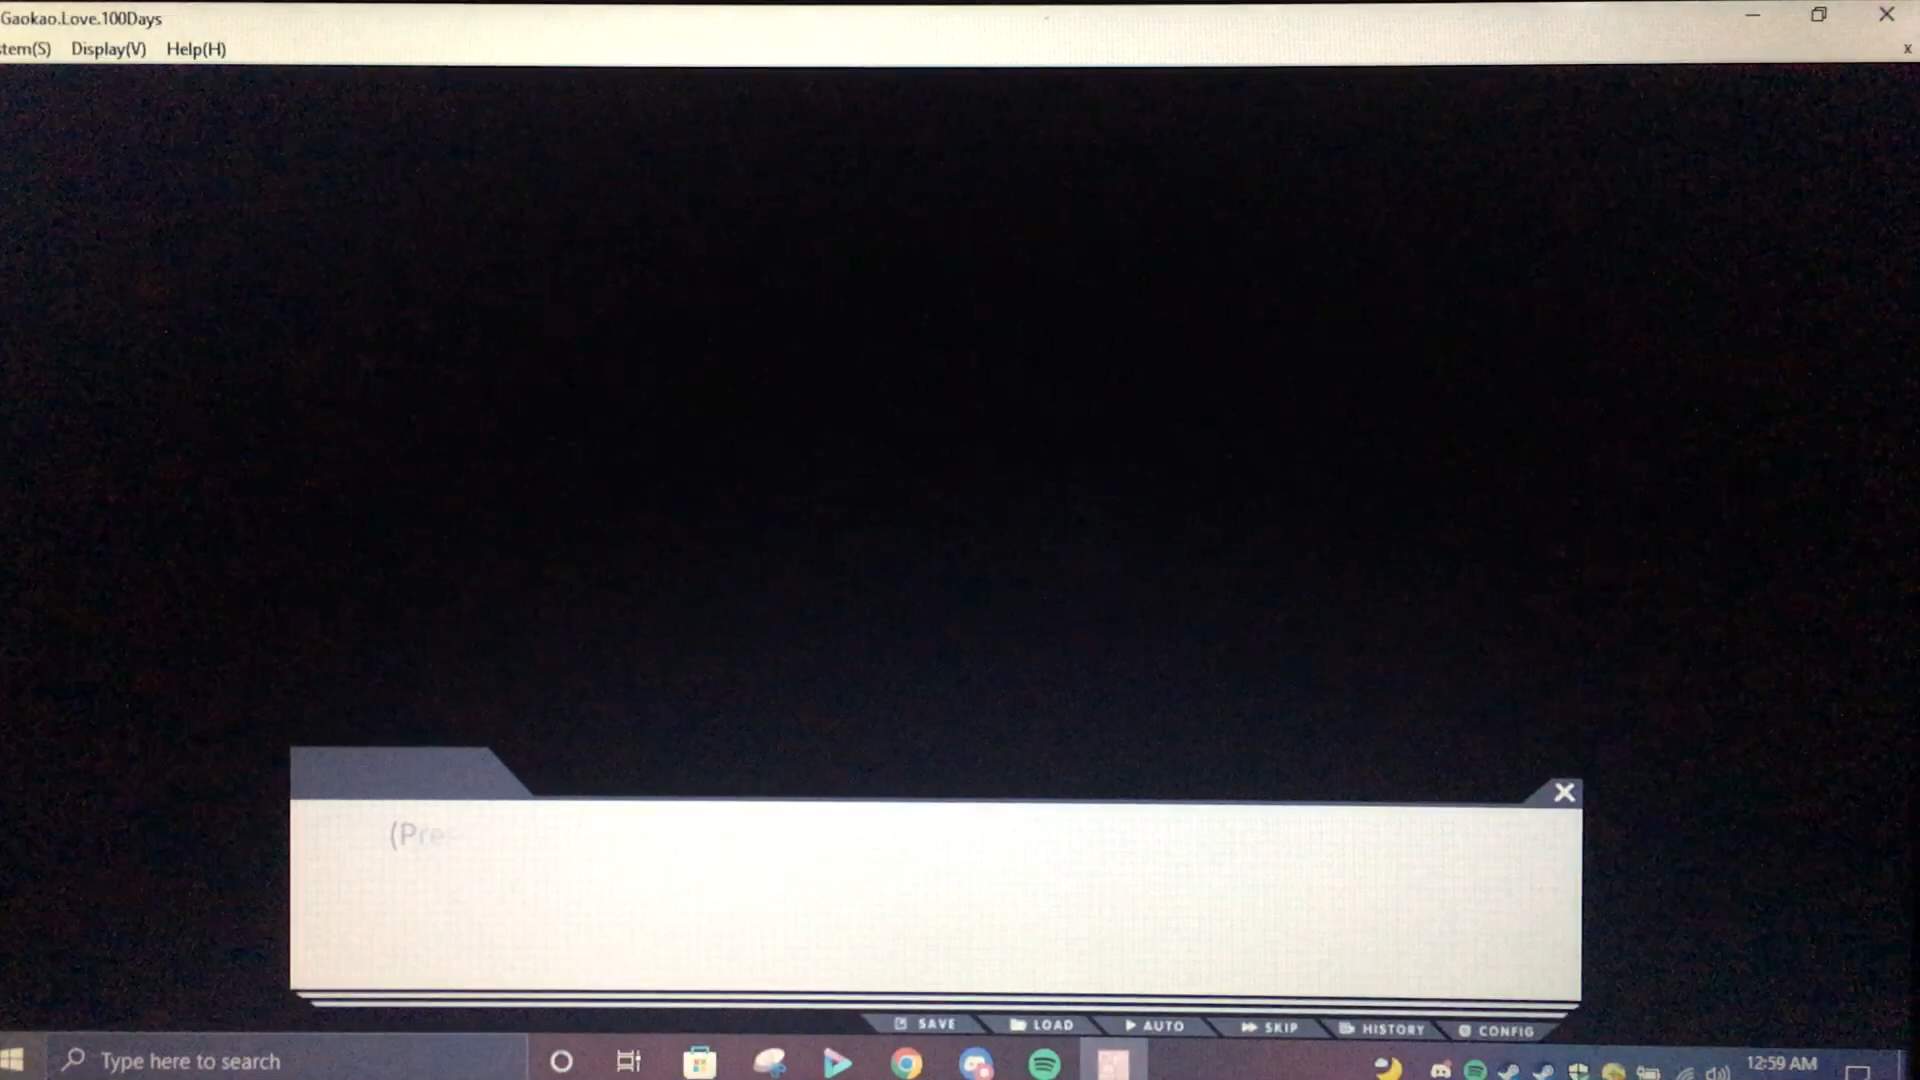 Gaokao.Love.100Days
tem(S) Display(V) Help(H)
x
(Pre
SAVE LOAD AUTO SKIP HISTORY CONFIG
Type here to search
12:59 AM